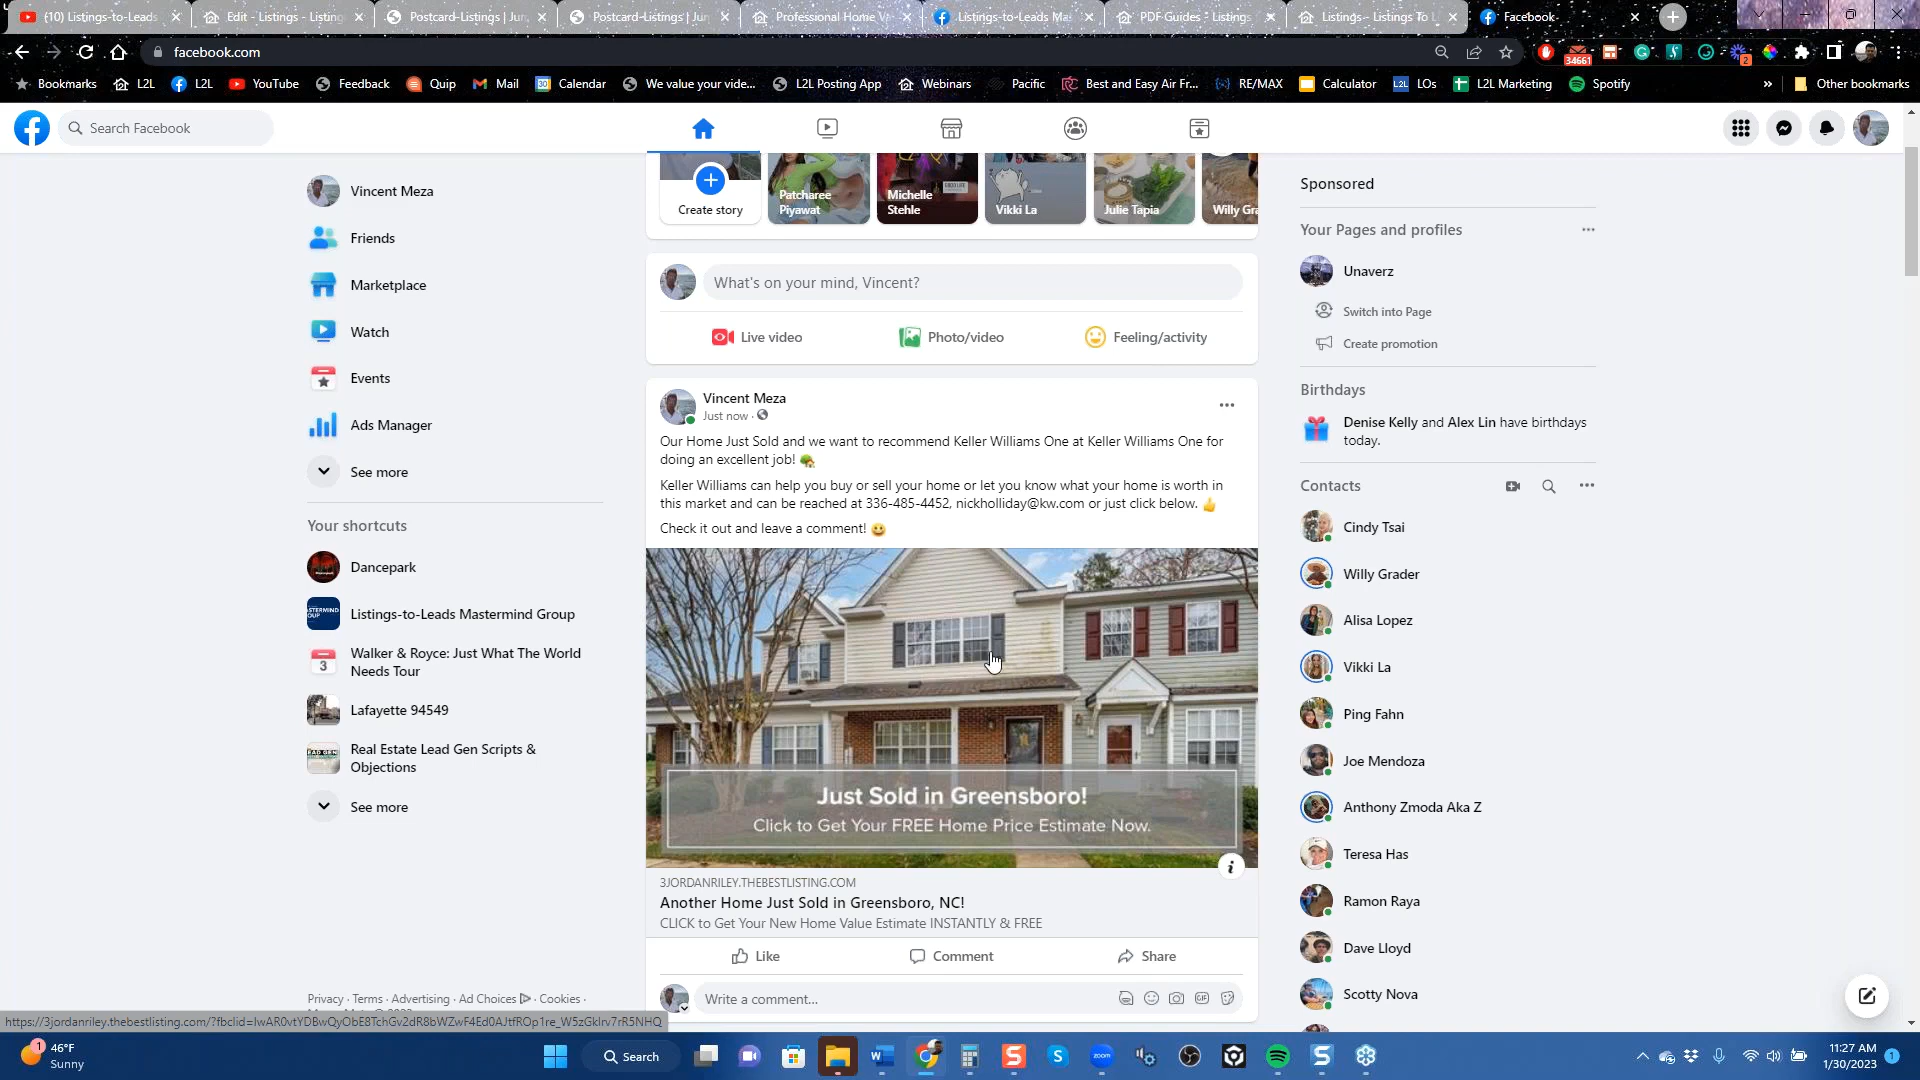 (10) Listings-to-Leads
Edit - Listings - Listing
Postcard-Listings | Jun
Postcard-Listings | Jun
Professional Home V
Listings-to-Leads Ma
PDF Guides - Listings
Listings - Listings To L
Facebook
facebook.com
34661
2
Bookmarks
L2L
L2L
YouTube
Feedback
Quip
Mail
Calendar
We value your vide...
L2L Posting App
Webinars
Pacific
Best and Easy Air Fr...
RE/MAX
Calculator
LOs
L2L Marketing
Spotify
»
Other bookmarks
Search Facebook
Vincent Meza
Friends
Marketplace
Watch
Events
Ads Manager
See more
Your shortcuts
Dancepark
Listings-to-Leads Mastermind Group
3
Walker & Royce: Just What The World
Needs Tour
Lafayette 94549
Real Estate Lead Gen Scripts &
Objections
See more
Privacy · Terms · Advertising · Ad Choices · Cookies ·
https://3jordanriley.thebestlisting.com/?fbclid=IwAR0vtYDBwQyObE8TchGv2dR8bWZwF4Ed0AJtfROp1re_W5zGkIrv7rR5NHQ
Create story
Patcharee
Piyawat
Michelle
Stehle
Vikki La
Julie Tapia
Willy Gra
What's on your mind, Vincent?
Live video
Photo/video
Feeling/activity
Vincent Meza
Just now ·
Our Home Just Sold and we want to recommend Keller Williams One at Keller Williams One for
doing an excellent job! 🏡
Keller Williams can help you buy or sell your home or let you know what your home is worth in
this market and can be reached at 336-485-4452, nickholliday@kw.com or just click below. 👍
Check it out and leave a comment! 😀
Just Sold in Greensboro!
Click to Get Your FREE Home Price Estimate Now.
3JORDANRILEY.THEBESTLISTING.COM
Another Home Just Sold in Greensboro, NC!
CLICK to Get Your New Home Value Estimate INSTANTLY & FREE
Like
Comment
Share
Write a comment...
Sponsored
Your Pages and profiles
Unaverz
Switch into Page
Create promotion
Birthdays
Denise Kelly and Alex Lin have birthdays
today.
Contacts
Cindy Tsai
Willy Grader
Alisa Lopez
Vikki La
Ping Fahn
Joe Mendoza
Anthony Zmoda Aka Z
Teresa Has
Ramon Raya
Dave Lloyd
Scotty Nova
1
46°F
Sunny
Search
zoom
11:27 AM
1/30/2023
1